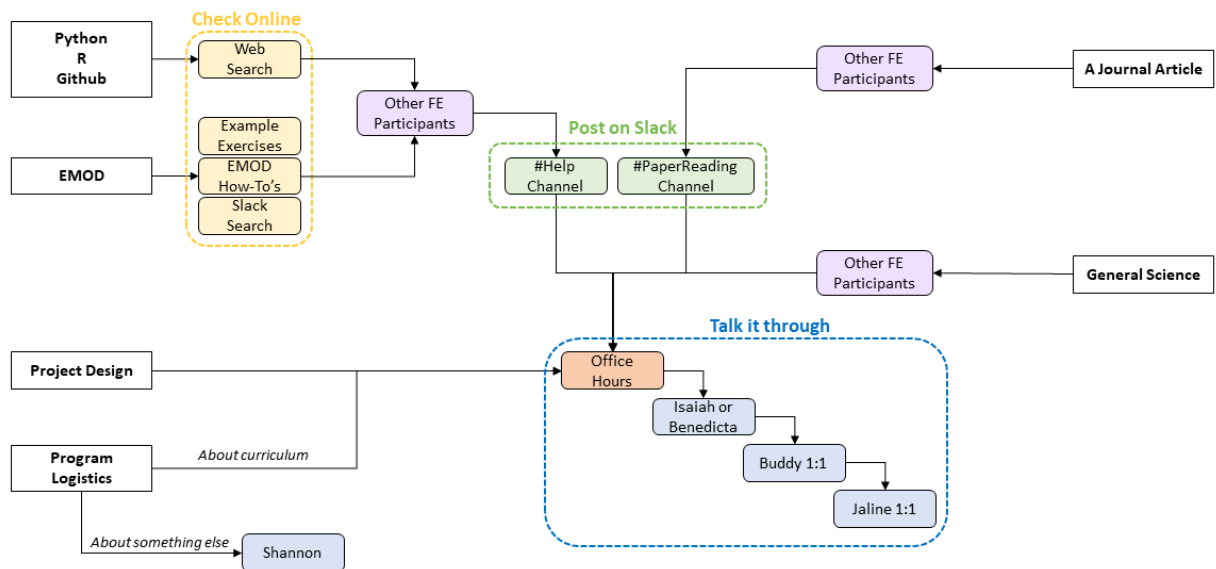 Check Online
Python
R
Github
Web
Search
Other FE
Participants
A Journal Article
Other FE
Participants
Example
Exercises
Post on Slack
EMOD
EMOD
How-To's
#Help
Channel
#PaperReading
Channel
Slack
Search
Other FE
Participants
General Science
Talk it through
Project Design
Office
Hours
Isaiah or
Benedicta
Program
Logistics
About curriculum
Buddy 1:1
Jaline 1:1
About something else
Shannon